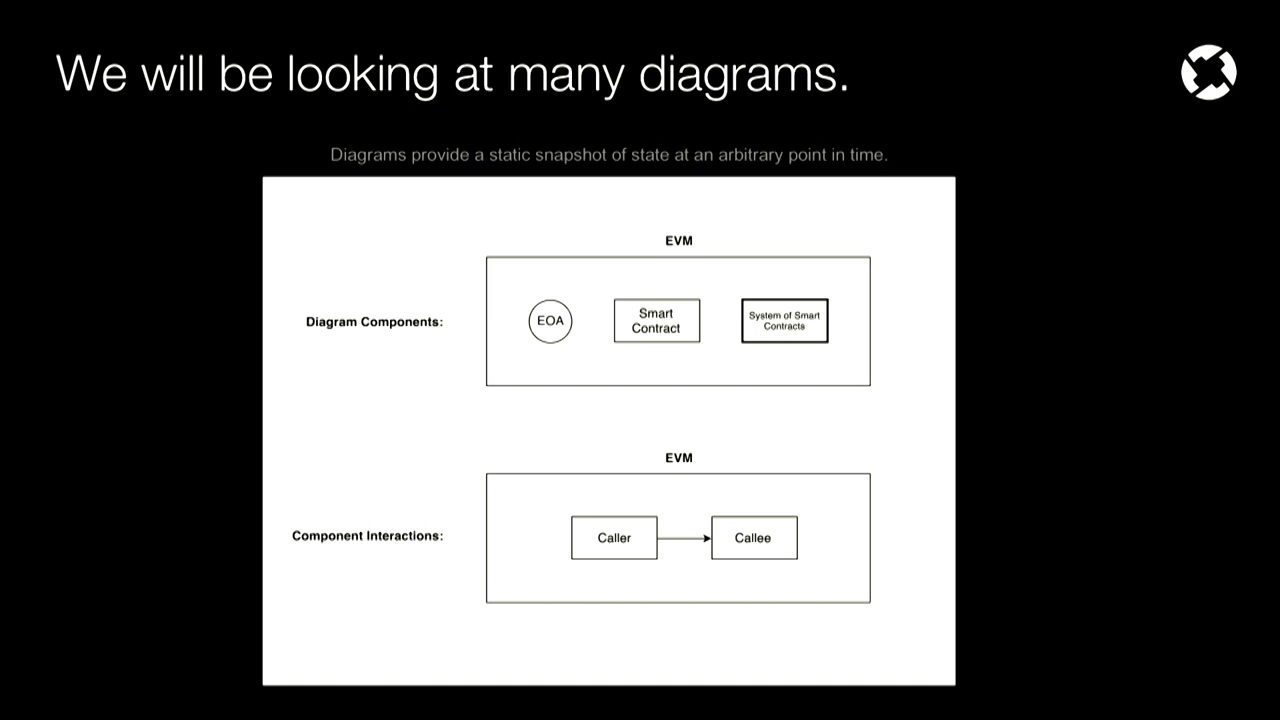 We will be looking at many diagrams.
Diagrams provide a static snapshot of state at an arbitrary point in time.
EVM
Diagram Components:
EOA
Smart
Contract
System of Smart
Contracts
EVM
Component Interactions:
Caller
Callee